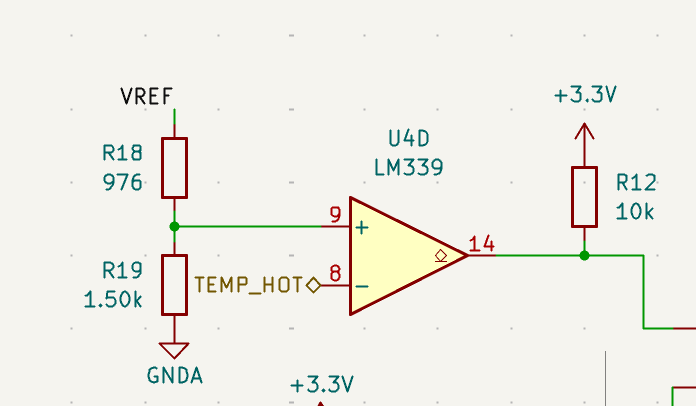 VREF
R18
976
R19
1.50k
GNDA
TEMP_HOT
9
+
8
-
U4D
LM339
14
+3.3V
R12
10k
+3.3V